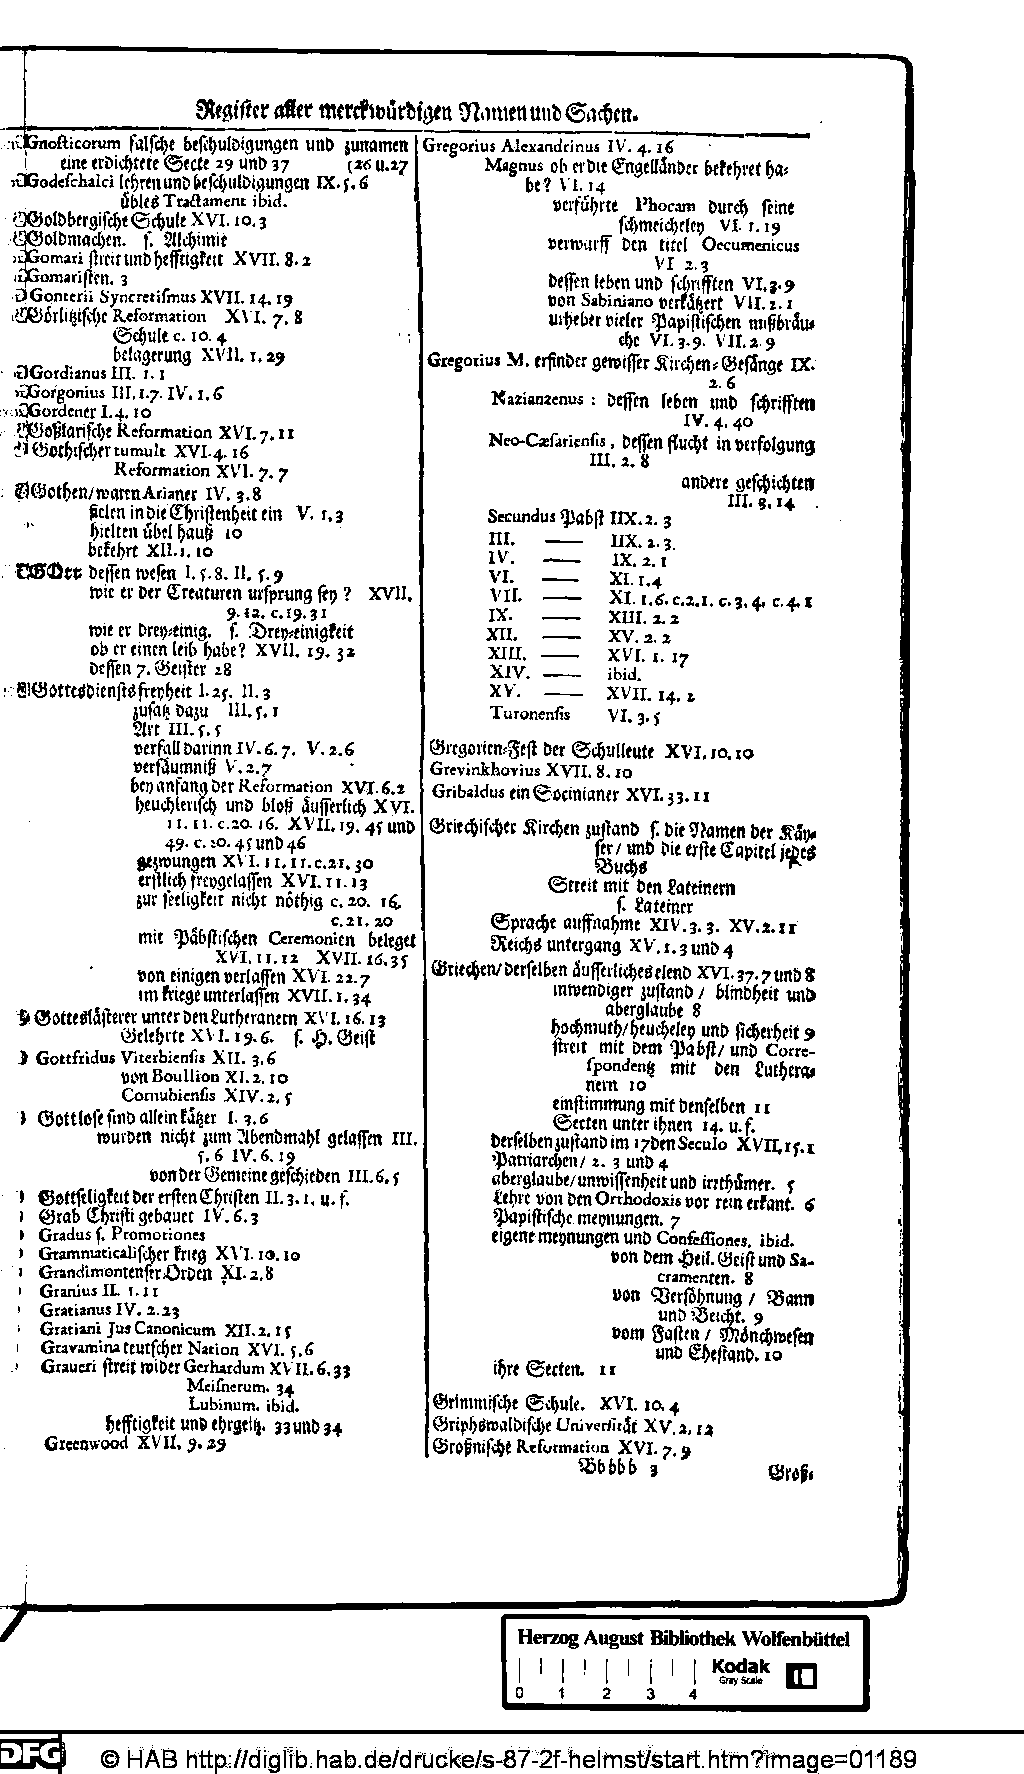 Register aller merckwürdigen Namen und Sachen.
Gnosticorum falsche beschuldigungen und zunamen
eine erdichtete Secte 29 und 37 (26 u. 27
Godeschalci lehren und beschuldigungen IX. 5. 6
übles Tractament ibid.
Goldbergische Schule XVI. 10. 3
Goldmachen. s. Alchimie
Gomari streit und hefftigkeit XVII. 8. 2
Gomaristen. 3
Gonterii Syncretismus XVII. 14. 19
Görlitzische Reformation XVI. 7. 8
Schule c. 10. 4
belagerung XVII. 1. 29
Gordianus III. 1. 1
Gorgonius III. 1. 7. IV. 1. 6
Gordener I. 4. 10
Goßlarische Reformation XVI. 7. 11
Gothischer tumult XVI. 4. 16
Reformation XVI. 7. 7
Gothen/ waren Arianer IV. 3. 8
fielen in die Christenheit ein V. 1. 3
hielten übel hauß 10
bekehrt XII. 1. 10
GOtt dessen wesen I. 5. 8. II. 5. 9
wie er der Creaturen ursprung sey? XVII.
9. 12. c. 19. 31
wie er drey-einig. s. Drey-einigkeit
ob er einen leib habe? XVII. 19. 32
dessen 7. Geister 28
Gottesdiensts freyheit I. 25. II. 3
zusatz dazu III. 5. 1
Art III. 5. 5
verfall darinn IV. 6. 7. V. 2. 6
versäumniß V. 2. 7
bey anfang der Reformation XVI. 6. 2
heuchlerisch und bloß äusserlich XVI.
11. 11. c. 20. 16. XVII. 19. 45 und
49. c. 20. 45 und 46
gezwungen XVI. 11. 11. c. 21. 30
erstlich freygelassen XVI. 11. 13
zur seeligkeit nicht nöthig c. 20. 16.
c. 21. 20
mit Päbstischen Ceremonien beleget
XVI. 11. 12 XVII. 16. 35
von einigen verlassen XVI. 22. 7
im kriege unterlassen XVII. 1. 34
Gotteslästerer unter den Lutheranern XVI. 16. 13
Gelehrte XVI. 19. 6. s. H. Geist
Gottfridus Viterbiensis XII. 3. 6
von Boullion XI. 2. 10
Cornubiensis XIV. 2. 5
Gottlose sind allein kätzer I. 3. 6
wurden nicht zum Abendmahl gelassen III.
5. 6 IV. 6. 19
von der Gemeine geschieden III. 6. 5
Gottseligkeit der ersten Christen II. 3. 1. u. f.
Grab Christi gebauet IV. 6. 3
Gradus s. Promotiones
Grammaticalischer krieg XVI. 10. 10
Grandimontenser-Orden XI. 2. 8
Granius II. 1. 11
Gratianus IV. 2. 23
Gratiani Jus Canonicum XII. 2. 15
Gravamina teutscher Nation XVI. 5. 6
Graueri streit wider Gerhardum XVII. 6. 33
Meisnerum. 34
Lubinum. ibid.
hefftigkeit und ehrgeitz. 33 und 34
Greenwood XVII. 9. 29
Gregorius Alexandrinus IV. 4. 16
Magnus ob er die Engelländer bekehret ha-
be? VI. 14
verführte Phocam durch seine
schmeicheley VI. 1. 19
verwurff den titel Oecumenicus
VI 2. 3
dessen leben und schrifften VI. 3. 9
von Sabiniano verkätzert VII. 2. 1
urheber vieler Papistischen mißbräu-
che VI. 3. 9. VII. 2. 9
Gregorius M. erfinder gewisser Kirchen-Gesänge IX.
2. 6
Nazianzenus: dessen leben und schrifften
IV. 4. 40
Neo-Cæsariensis, dessen flucht in verfolgung
III. 2. 8
andere geschichten
III. 3. 14
Secundus Pabst IIX. 2. 3
III. — IIX. 2. 3.
IV. — IX. 2. 1
VI. — XI. 1. 4
VII. — XI. 1. 6. c. 2. 1. c. 3. 4. c. 4. 1
IX. — XIII. 2. 2
XII. — XV. 2. 2
XIII. — XVI. 1. 17
XIV. — ibid.
XV. — XVII. 14. 2
Turonensis VI. 3. 5
Gregorien-Fest der Schulleute XVI. 10. 10
Grevinkhovius XVII. 8. 10
Gribaldus ein Socinianer XVI. 33. 11
Griechischer Kirchen zustand s. die Namen der Käy-
ser/ und die erste Capitel jedes
Buchs
Streit mit den Lateinern
s. Lateiner
Sprache auffnahme XIV. 3. 3. XV. 2. 11
Reichs untergang XV. 1. 3 und 4
Griechen/ derselben äusserliches elend XVI. 37. 7 und 8
inwendiger zustand/ blindheit und
aberglaube 8
hochmuth/ heucheley und sicherheit 9
streit mit dem Pabst/ und Corre-
spondentz mit den Luthera-
nern 10
einstimmung mit denselben 11
Secten unter ihnen 14. u. f.
derselben zustand im 17den Seculo XVII. 15. 1
Patriarchen/ 2. 3 und 4
aberglaube/ unwissenheit und irrthümer. 5
Lehre von den Orthodoxis vor rein erkant. 6
Papistische meynungen. 7
eigene meynungen und Confessiones, ibid.
von dem Heil. Geist und Sa-
cramenten. 8
von Versöhnung/ Bann
und Beicht. 9
vom Fasten/ Mönchwesen
und Ehestand. 10
ihre Secten. 11
Grimmische Schule. XVI. 10. 4
Griphswaldische Universität XV. 2. 12
Großnische Reformation XVI. 7. 9
Bbbbb 3 Groß-
Herzog August Bibliothek Wolfenbüttel
Kodak
Gray Scale
0 1 2 3 4
DFG © HAB http://diglib.hab.de/drucke/s-87-2f-helmst/start.htm?image=01189